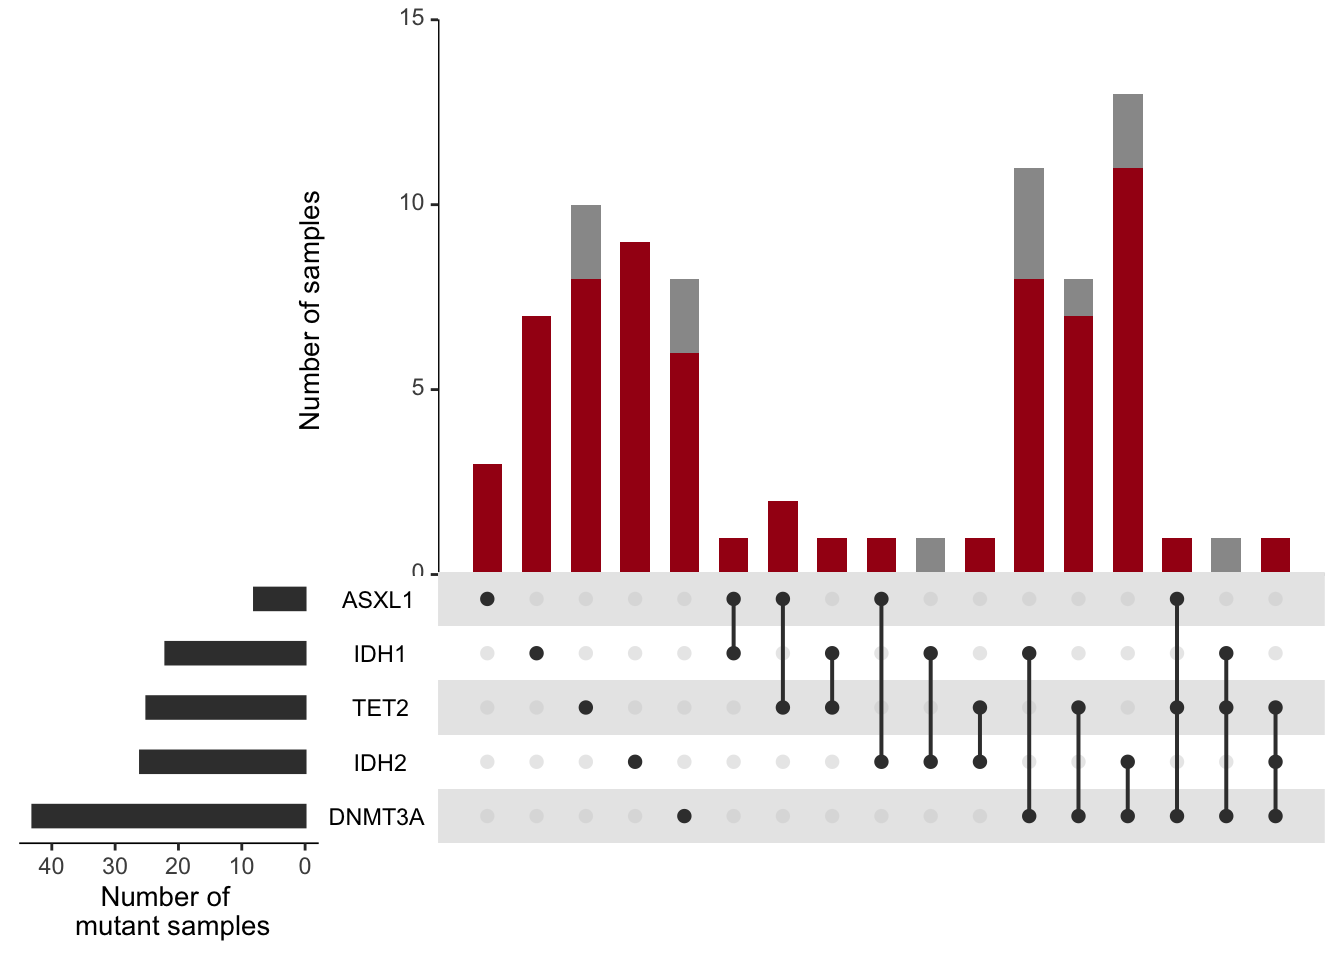 15
10
5
0
Number of samples
ASXL1
IDH1
TET2
IDH2
DNMT3A
40 30 20 10 0
Number of
mutant samples